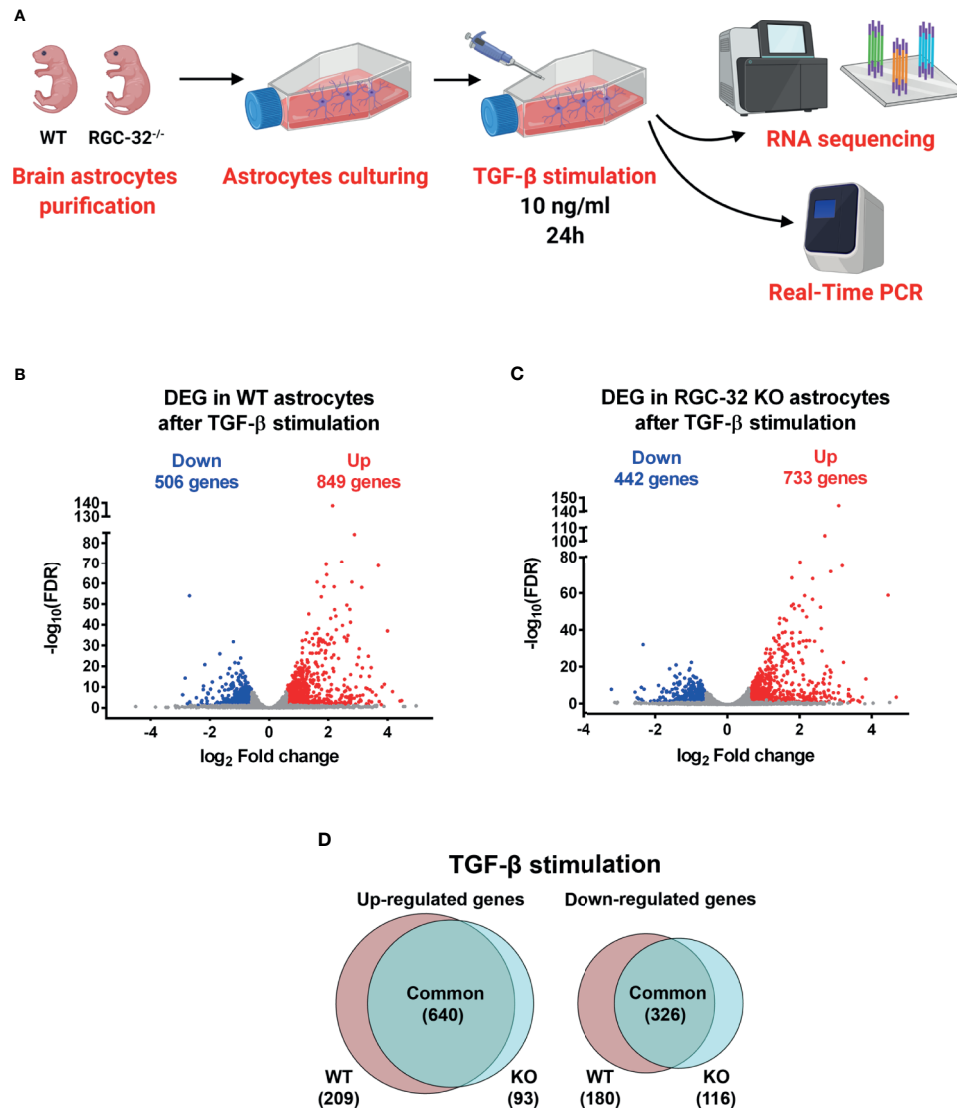 A
WT RGC-32-/-
Brain astrocytes
purification
Astrocytes culturing
TGF-β stimulation
10 ng/ml
24h
RNA sequencing
Real-Time PCR
B
DEG in WT astrocytes
after TGF-β stimulation
Down
506 genes
Up
849 genes
-log10(FDR)
140
130
80
70
60
50
40
30
20
10
0
-4 -2 0 2 4
log2 Fold change
C
DEG in RGC-32 KO astrocytes
after TGF-β stimulation
Down
442 genes
Up
733 genes
-log10(FDR)
150
140
110
100
80
60
40
20
0
-4 -2 0 2 4
log2 Fold change
D
TGF-β stimulation
Up-regulated genes
Common
(640)
WT
(209)
KO
(93)
Down-regulated genes
Common
(326)
WT
(180)
KO
(116)